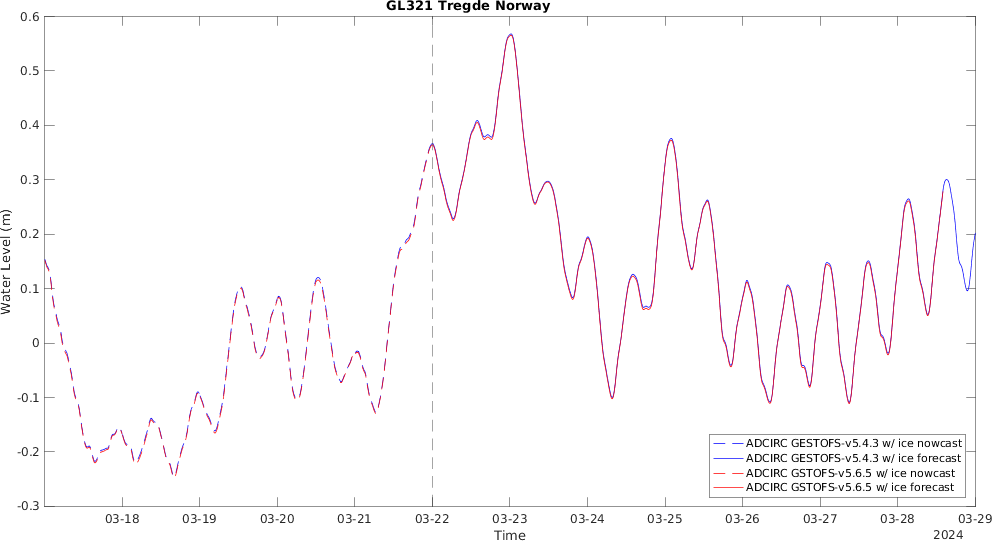 GL321 Tregde Norway
0.6
0.5
0.4
0.3
0.2
0.1
0
-0.1
-0.2
-0.3
Water Level (m)
03-18 03-19 03-20 03-21 03-22 03-23 03-24 03-25 03-26 03-27 03-28 03-29
Time
2024
ADCIRC GESTOFS-v5.4.3 w/ ice nowcast
ADCIRC GESTOFS-v5.4.3 w/ ice forecast
ADCIRC GSTOFS-v5.6.5 w/ ice nowcast
ADCIRC GSTOFS-v5.6.5 w/ ice forecast